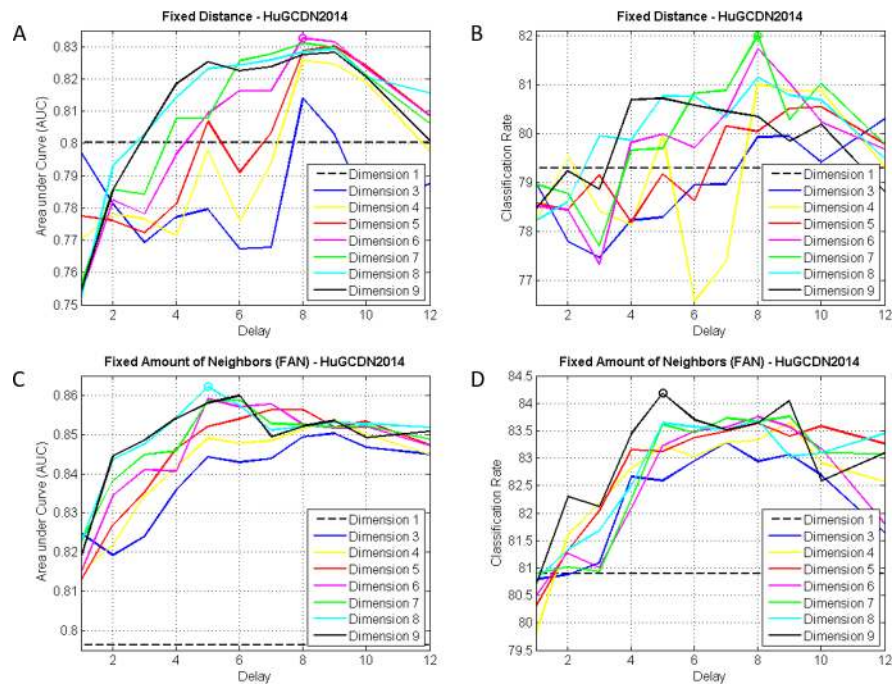 A
Fixed Distance - HuGCDN2014
Area under Curve (AUC)
0.83
0.82
0.81
0.8
0.79
0.78
0.77
0.76
0.75
2
4
6
8
10
12
Delay
Dimension 1
Dimension 3
Dimension 4
Dimension 5
Dimension 6
Dimension 7
Dimension 8
Dimension 9
B
Fixed Distance - HuGCDN2014
Classification Rate
82
81
80
79
78
77
2
4
6
8
10
12
Delay
Dimension 1
Dimension 3
Dimension 4
Dimension 5
Dimension 6
Dimension 7
Dimension 8
Dimension 9
C
Fixed Amount of Neighbors (FAN) - HuGCDN2014
Area under Curve (AUC)
0.86
0.85
0.84
0.83
0.82
0.81
0.8
2
4
6
8
10
12
Delay
Dimension 1
Dimension 3
Dimension 4
Dimension 5
Dimension 6
Dimension 7
Dimension 8
Dimension 9
D
Fixed Amount of Neighbors (FAN) - HuGCDN2014
Classification Rate
84.5
84
83.5
83
82.5
82
81.5
81
80.5
80
79.5
2
4
6
8
10
12
Delay
Dimension 1
Dimension 3
Dimension 4
Dimension 5
Dimension 6
Dimension 7
Dimension 8
Dimension 9